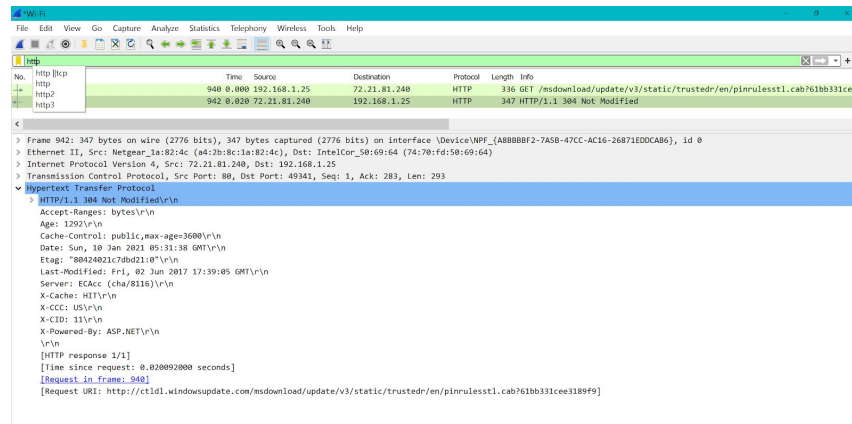 *Wi-Fi
File Edit View Go Capture Analyze Statistics Telephony Wireless Tools Help
http
http ||tcp
http
http2
http3
No. Time Source Destination Protocol Length Info
940 0.000 192.168.1.25 72.21.81.240 HTTP 336 GET /msdownload/update/v3/static/trustedr/en/pinrulesstl.cab?61bb331ce
942 0.020 72.21.81.240 192.168.1.25 HTTP 347 HTTP/1.1 304 Not Modified
> Frame 942: 347 bytes on wire (2776 bits), 347 bytes captured (2776 bits) on interface \Device\NPF_{A8BBBBF2-7A5B-47CC-AC16-26871EDDCAB6}, id 0
> Ethernet II, Src: Netgear_1a:82:4c (a4:2b:8c:1a:82:4c), Dst: IntelCor_50:69:64 (74:70:fd:50:69:64)
> Internet Protocol Version 4, Src: 72.21.81.240, Dst: 192.168.1.25
> Transmission Control Protocol, Src Port: 80, Dst Port: 49341, Seq: 1, Ack: 283, Len: 293
Hypertext Transfer Protocol
> HTTP/1.1 304 Not Modified\r\n
Accept-Ranges: bytes\r\n
Age: 1292\r\n
Cache-Control: public,max-age=3600\r\n
Date: Sun, 10 Jan 2021 05:31:38 GMT\r\n
Etag: "80424021c7dbd21:0"\r\n
Last-Modified: Fri, 02 Jun 2017 17:39:05 GMT\r\n
Server: ECAcc (cha/8116)\r\n
X-Cache: HIT\r\n
X-CCC: US\r\n
X-CID: 11\r\n
X-Powered-By: ASP.NET\r\n
\r\n
[HTTP response 1/1]
[Time since request: 0.020092000 seconds]
[Request in frame: 940]
[Request URI: http://ctldl.windowsupdate.com/msdownload/update/v3/static/trustedr/en/pinrulesstl.cab?61bb331cee3189f9]